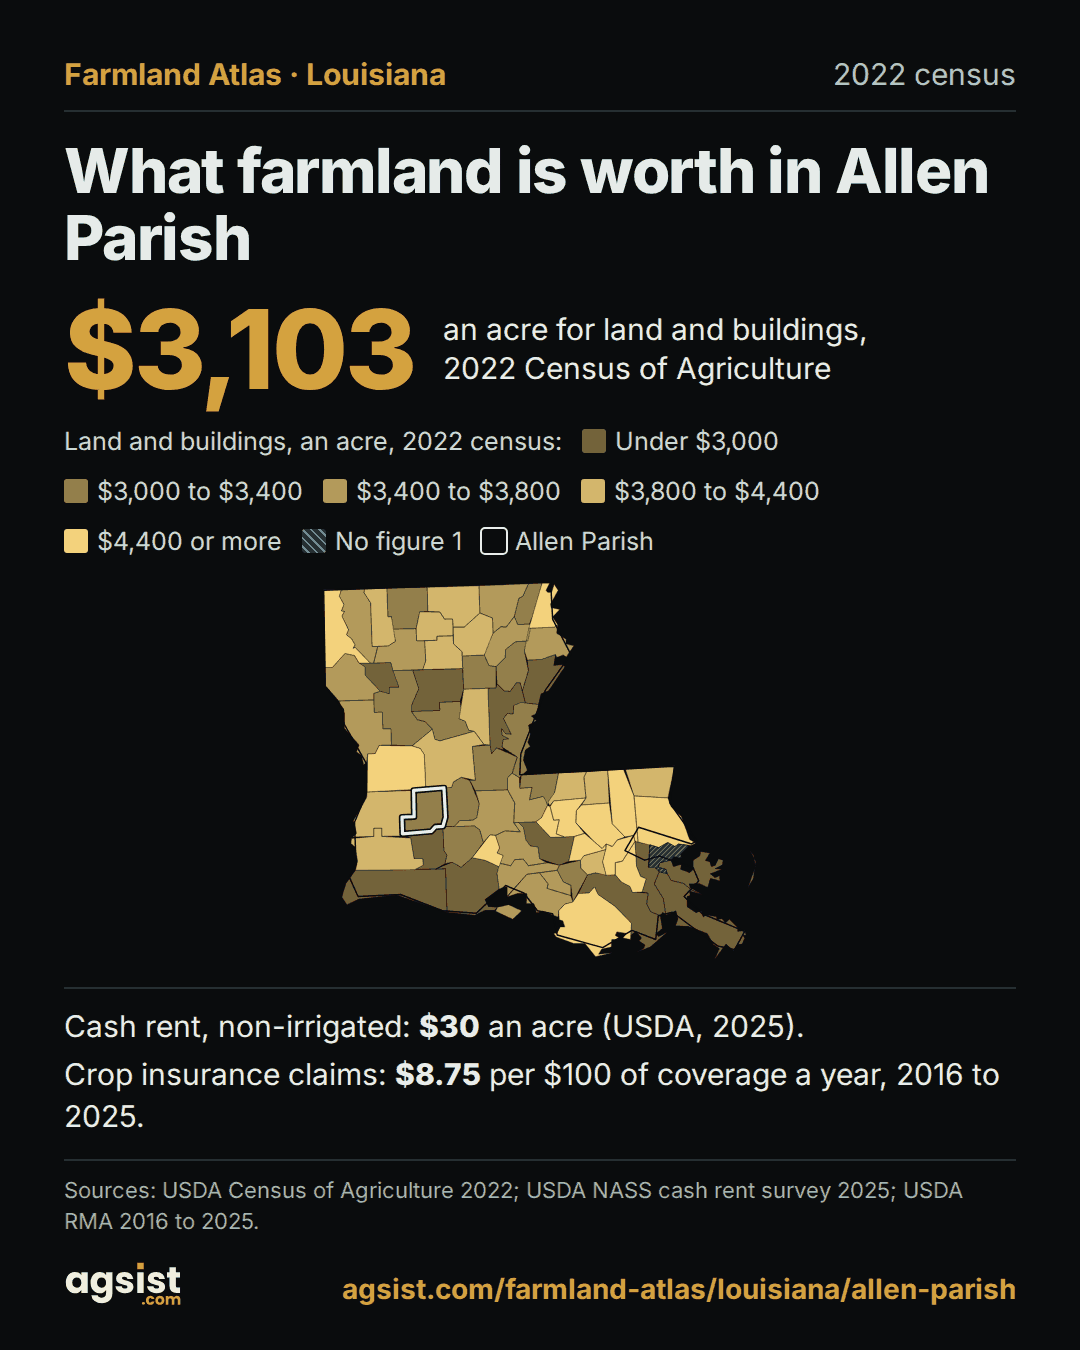 Farmland Atlas · Louisiana
2022 census
What farmland is worth in Allen
Parish
$3,103
an acre for land and buildings,
2022 Census of Agriculture
Land and buildings, an acre, 2022 census: Under $3,000
$3,000 to $3,400 $3,400 to $3,800 $3,800 to $4,400
$4,400 or more No figure 1 Allen Parish
Cash rent, non-irrigated: $30 an acre (USDA, 2025).
Crop insurance claims: $8.75 per $100 of coverage a year, 2016 to
2025.
Sources: USDA Census of Agriculture 2022; USDA NASS cash rent survey 2025; USDA
RMA 2016 to 2025.
agsist
.com
agsist.com/farmland-atlas/louisiana/allen-parish